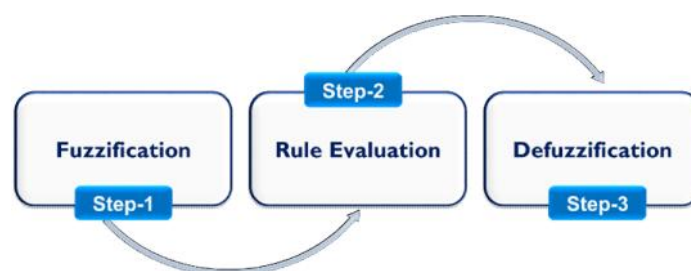 Fuzzification
Step-1
Step-2
Rule Evaluation
Defuzzification
Step-3